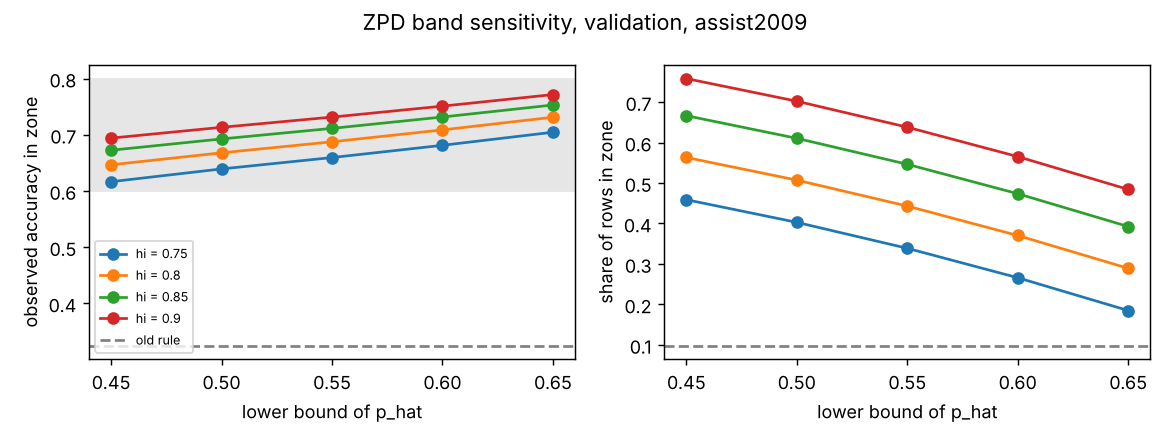 ZPD band sensitivity, validation, assist2009
observed accuracy in zone
0.8
0.7
0.6
0.5
0.4
hi = 0.75
hi = 0.8
hi = 0.85
hi = 0.9
old rule
0.45 0.50 0.55 0.60 0.65
lower bound of p_hat
share of rows in zone
0.7
0.6
0.5
0.4
0.3
0.2
0.1
0.45 0.50 0.55 0.60 0.65
lower bound of p_hat